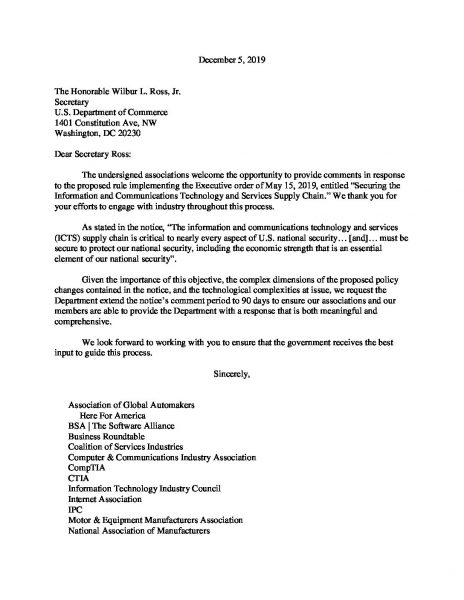 December 5, 2019
The Honorable Wilbur L. Ross, Jr.
Secretary
U.S. Department of Commerce
1401 Constitution Ave, NW
Washington, DC 20230
Dear Secretary Ross:
The undersigned associations welcome the opportunity to provide comments in response
to the proposed rule implementing the Executive order of May 15, 2019, entitled “Securing the
Information and Communications Technology and Services Supply Chain.” We thank you for
your efforts to engage with industry throughout this process.
As stated in the notice, “The information and communications technology and services
(ICTS) supply chain is critical to nearly every aspect of U.S. national security… [and]… must be
secure to protect our national security, including the economic strength that is an essential
element of our national security”.
Given the importance of this objective, the complex dimensions of the proposed policy
changes contained in the notice, and the technological complexities at issue, we request the
Department extend the notice’s comment period to 90 days to ensure our associations and our
members are able to provide the Department with a response that is both meaningful and
comprehensive.
We look forward to working with you to ensure that the government receives the best
input to guide this process.
Sincerely,
Association of Global Automakers
Here For America
BSA | The Software Alliance
Business Roundtable
Coalition of Services Industries
Computer & Communications Industry Association
CompTIA
CTIA
Information Technology Industry Council
Internet Association
IPC
Motor & Equipment Manufacturers Association
National Association of Manufacturers